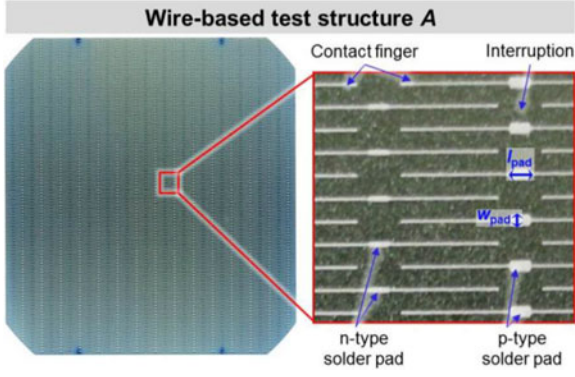 Wire-based test structure A
Contact finger
Interruption
lpad
wpad
n-type
solder pad
p-type
solder pad